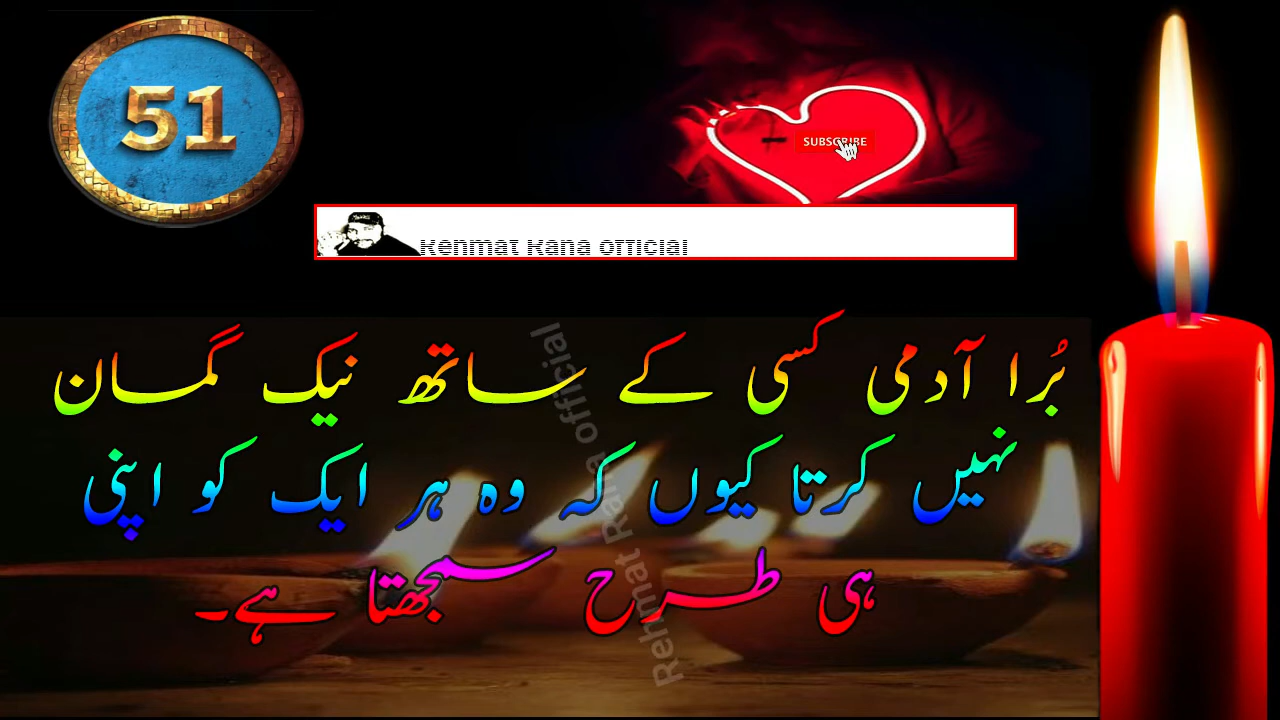 51
SUBSCRIBE
Rehmat Rana official
بُرا آدمی کسی کے ساتھ نیک گمان
نہیں کرتا کیوں کہ وہ ہر ایک کو اپنی
ہی طرح سمجھتا ہے۔
Rehmat Rana official